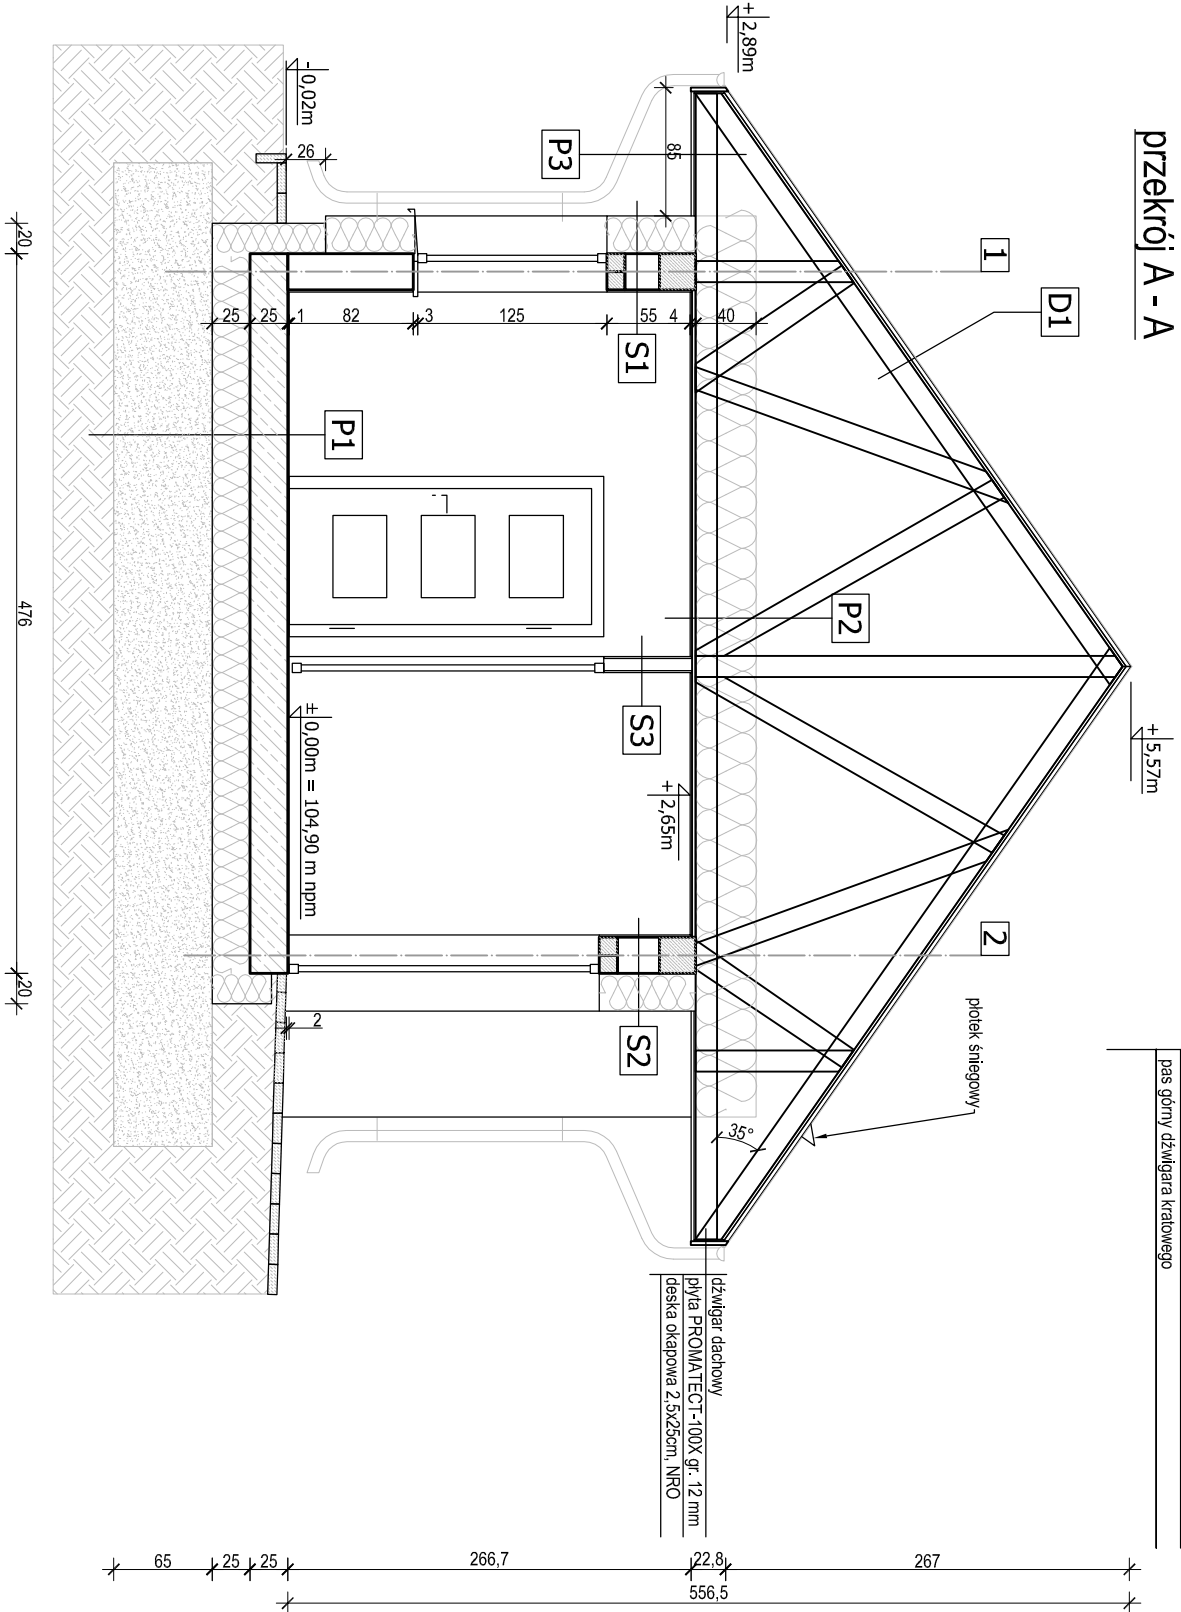 przekrój A - A
pas górny dźwigara kratowego
+ 5,57m
+ 2,89m
1
2
D1
płotek śniegowy
P3
P2
35°
85
40
4
55
125
3
82
1
25
25
26
S1
S3
S2
+ 2,65m
- 0,02m
P1
± 0,00m = 104,90 m npm
2
dźwigar dachowy
płyta PROMATECT-100X gr. 12 mm
deska okapowa 2,5x25cm, NRO
267
22,8
266,7
25
25
65
556,5
20
476
20